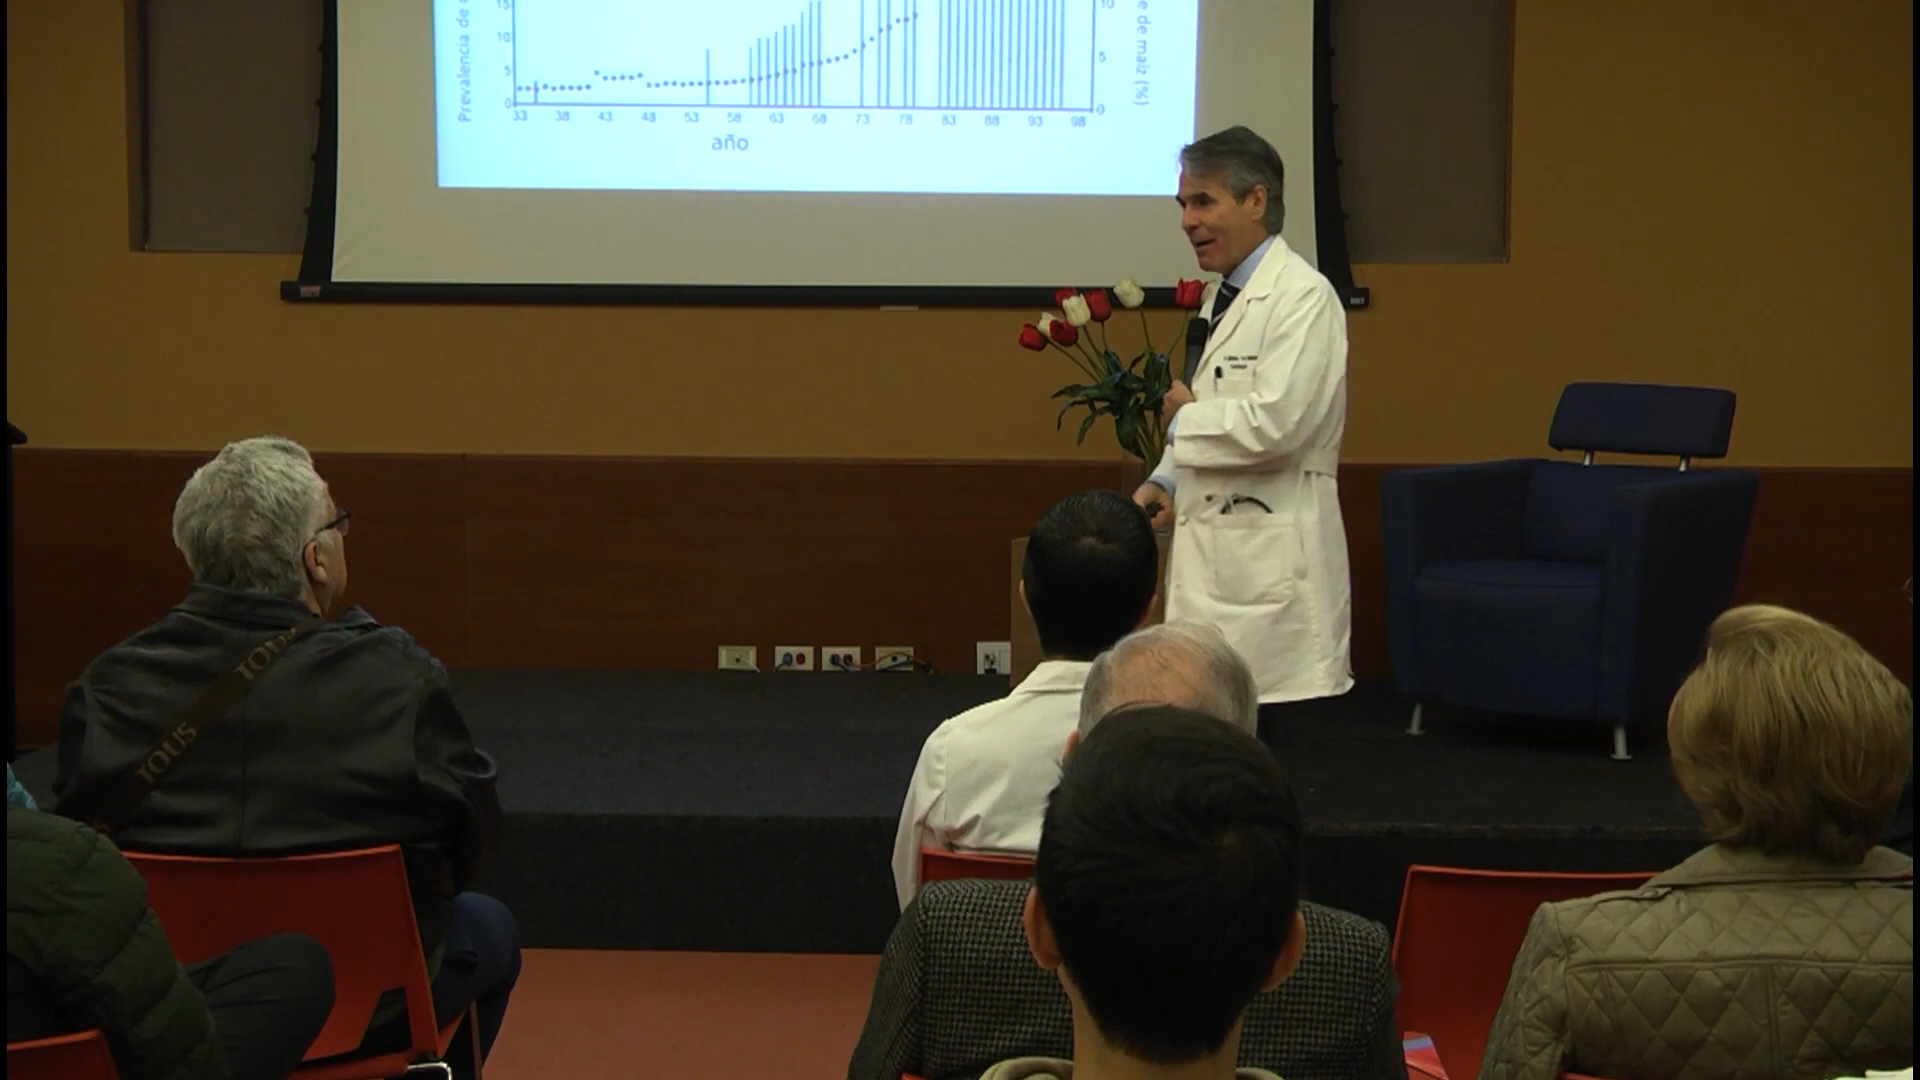 15
10
5
0
Prevalencia de
10
5
0
e de maíz (%)
33 38 43 48 53 58 63 68 73 78 83 88 93 98
año
TOUS